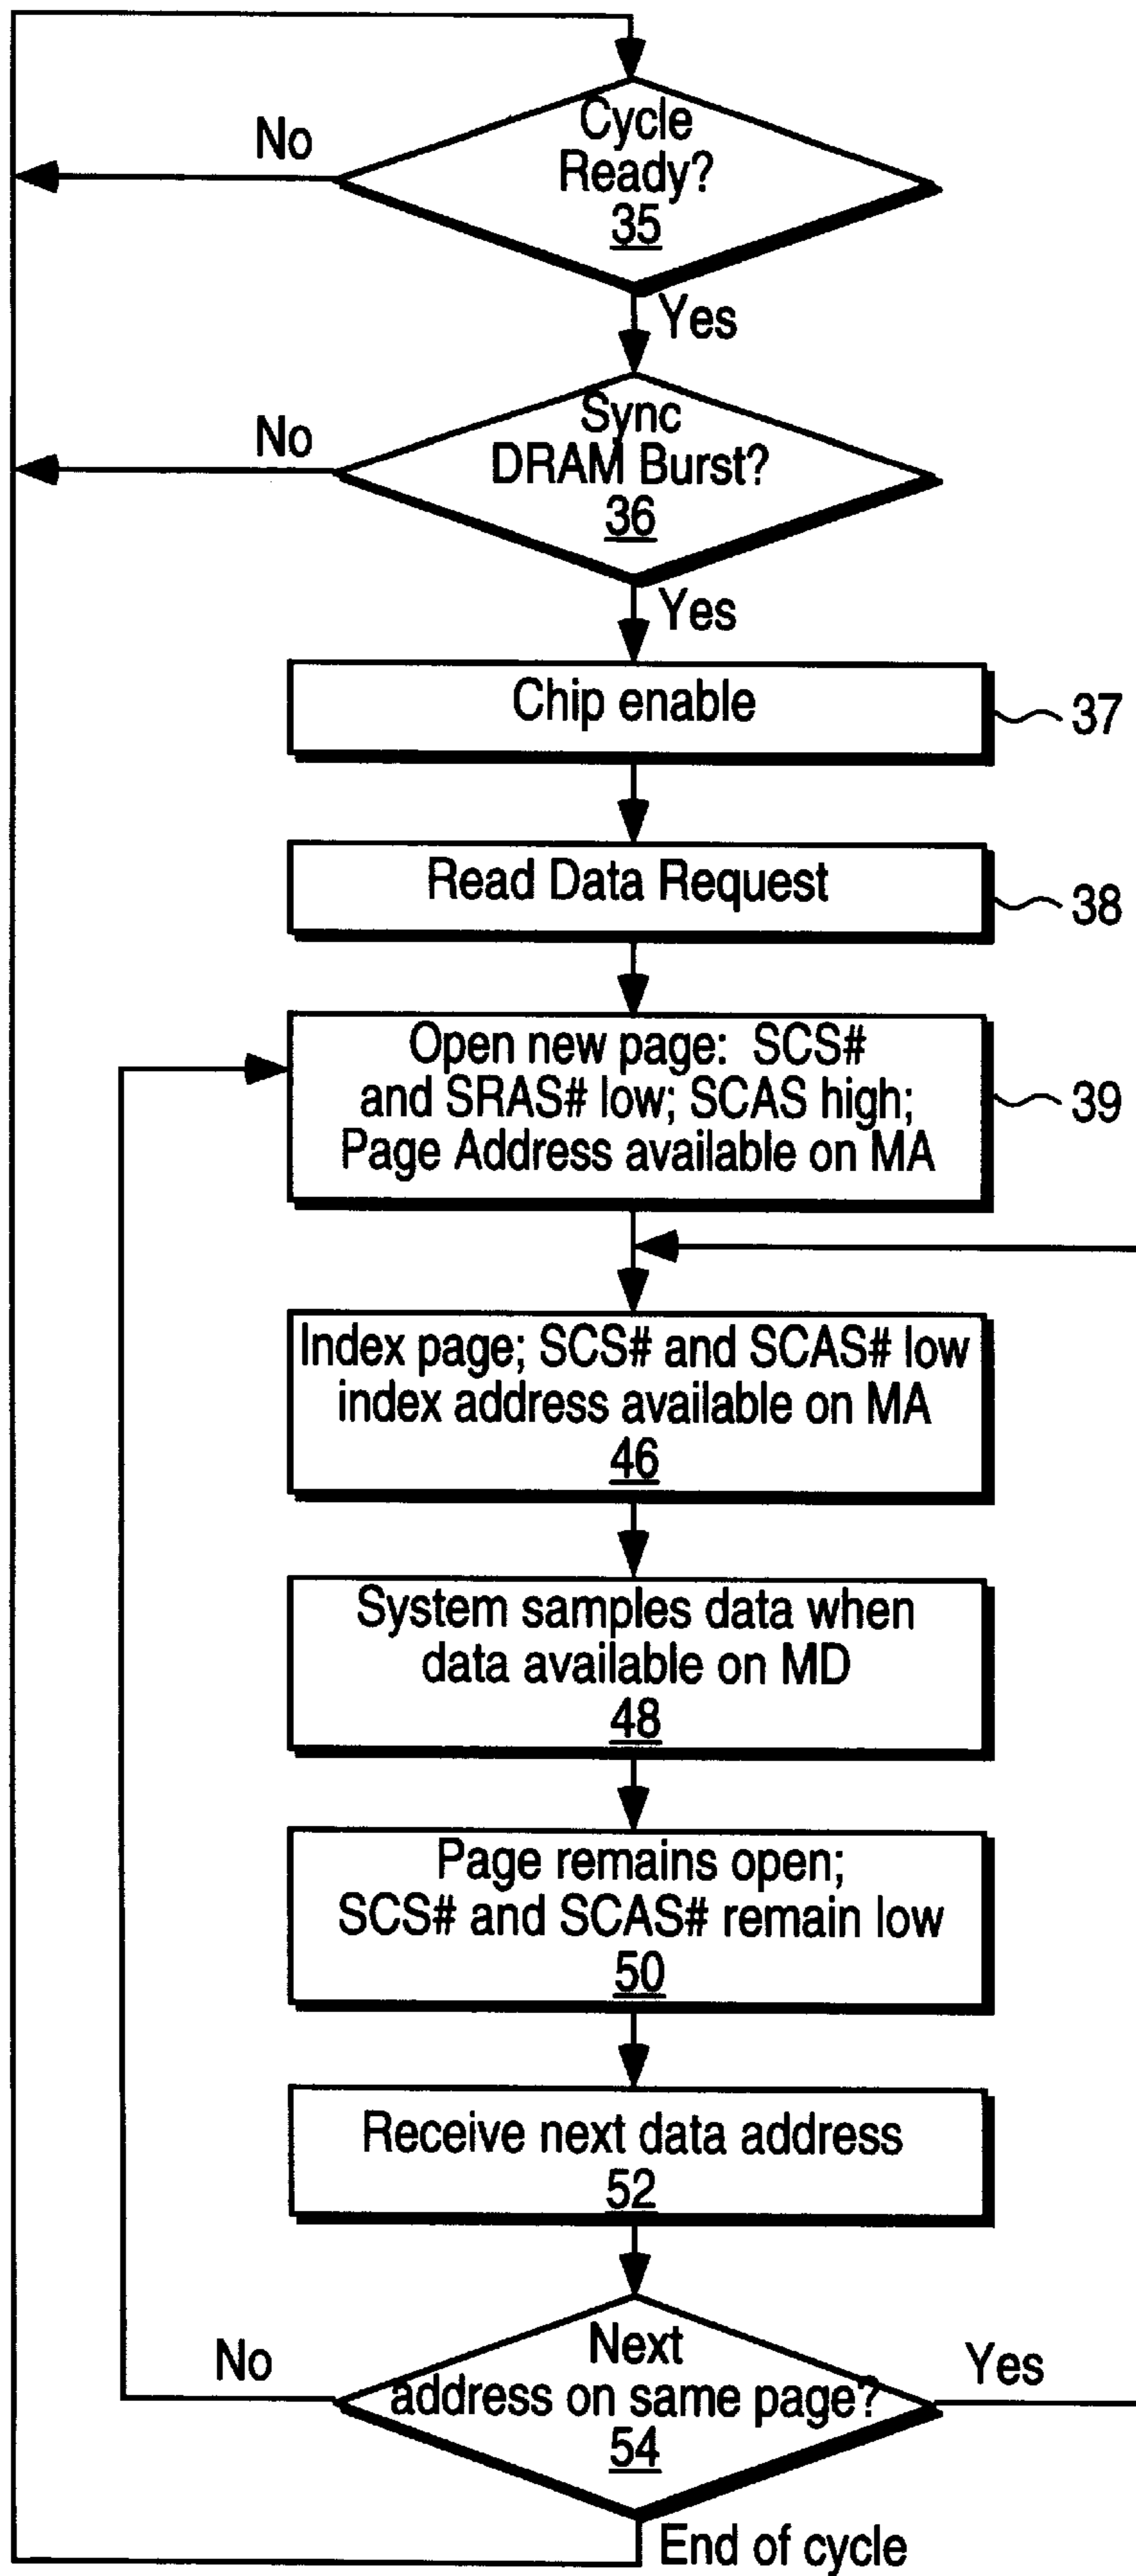 Cycle
Ready?
35
No
Yes
Sync
DRAM Burst?
36
No
Yes
Chip enable
37
Read Data Request
38
Open new page: SCS#
and SRAS# low; SCAS high;
Page Address available on MA
39
Index page; SCS# and SCAS# low
index address available on MA
46
System samples data when
data available on MD
48
Page remains open;
SCS# and SCAS# remain low
50
Receive next data address
52
Next
address on same page?
54
No
Yes
End of cycle